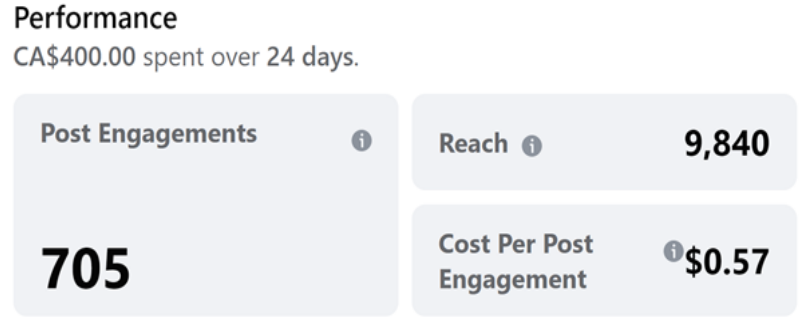 Performance
CA$400.00 spent over 24 days.
Post Engagements
705
Reach
9,840
Cost Per Post
Engagement
$0.57